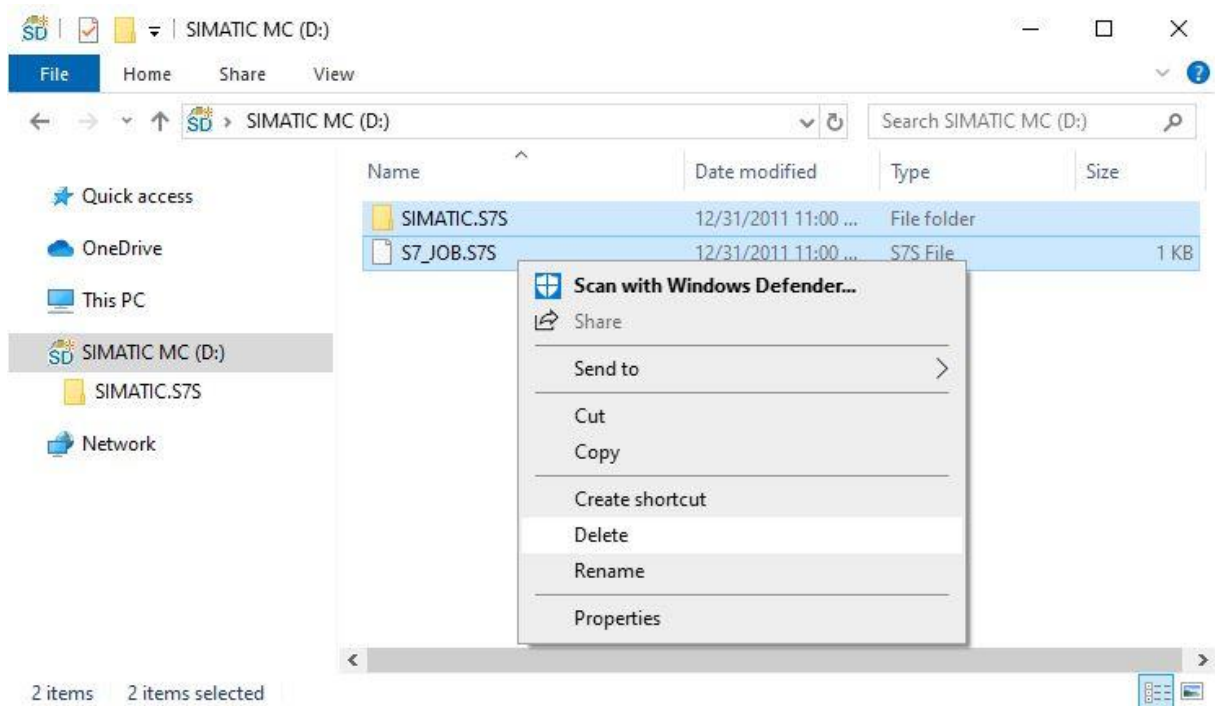 SD SIMATIC MC (D:)
File Home Share View
SD SIMATIC MC (D:) Search SIMATIC MC (D:)
Name Date modified Type Size
Quick access
SIMATIC.S7S 12/31/2011 11:00 ... File folder
OneDrive
S7_JOB.S7S 12/31/2011 11:00 ... S7S File 1 KB
Scan with Windows Defender...
This PC
Share
SD SIMATIC MC (D:)
Send to
SIMATIC.S7S
Cut
Network
Copy
Create shortcut
Delete
Rename
Properties
2 items 2 items selected